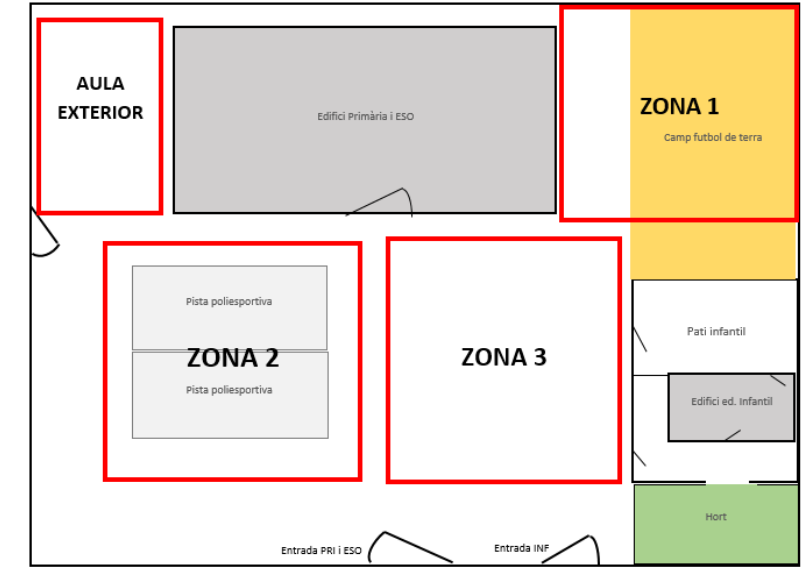 AULA
EXTERIOR
Edifici Primària i ESO
ZONA 1
Camp futbol de terra
Pista poliesportiva
ZONA 2
Pista poliesportiva
ZONA 3
Pati infantil
Edifici ed. Infantil
Hort
Entrada PRI i ESO
Entrada INF